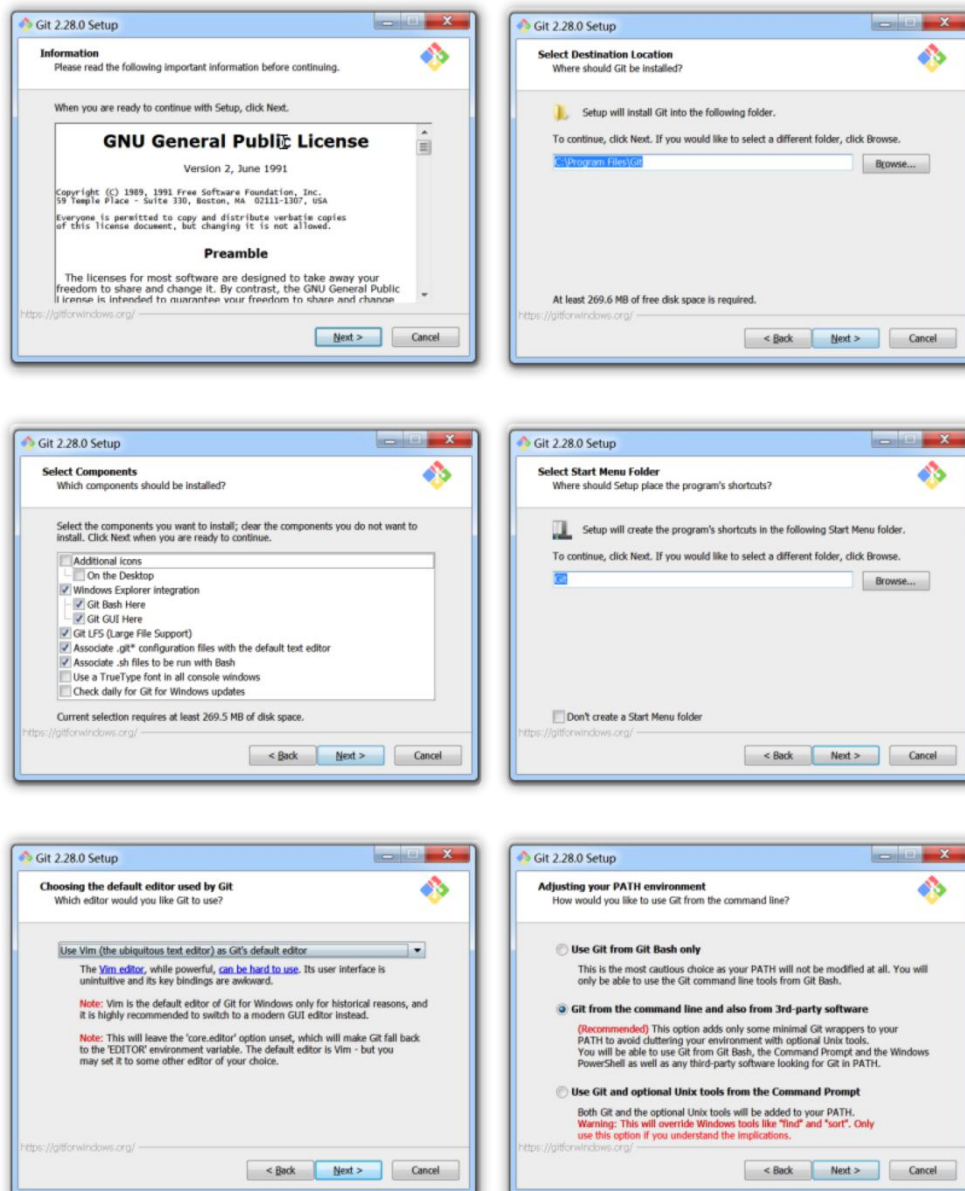 Git 2.28.0 Setup
Information
Please read the following important information before continuing.
When you are ready to continue with Setup, click Next.
GNU General Public License
Version 2, June 1991
Copyright (C) 1989, 1991 Free Software Foundation, Inc.
59 Temple Place - Suite 330, Boston, MA 02111-1307, USA
Everyone is permitted to copy and distribute verbatim copies
of this license document, but changing it is not allowed.
Preamble
The licenses for most software are designed to take away your
freedom to share and change it. By contrast, the GNU General Public
License is intended to guarantee your freedom to share and change
https://gitforwindows.org/
Next >
Cancel
Git 2.28.0 Setup
Select Destination Location
Where should Git be installed?
Setup will install Git into the following folder.
To continue, click Next. If you would like to select a different folder, click Browse.
C:\Program Files\Git
Browse...
At least 269.6 MB of free disk space is required.
https://gitforwindows.org/
< Back
Next >
Cancel
Git 2.28.0 Setup
Select Components
Which components should be installed?
Select the components you want to install; clear the components you do not want to
install. Click Next when you are ready to continue.
Additional icons
On the Desktop
Windows Explorer integration
Git Bash Here
Git GUI Here
Git LFS (Large File Support)
Associate .git* configuration files with the default text editor
Associate .sh files to be run with Bash
Use a TrueType font in all console windows
Check daily for Git for Windows updates
Current selection requires at least 269.5 MB of disk space.
https://gitforwindows.org/
< Back
Next >
Cancel
Git 2.28.0 Setup
Select Start Menu Folder
Where should Setup place the program's shortcuts?
Setup will create the program's shortcuts in the following Start Menu folder.
To continue, click Next. If you would like to select a different folder, click Browse.
Git
Browse...
Don't create a Start Menu folder
https://gitforwindows.org/
< Back
Next >
Cancel
Git 2.28.0 Setup
Choosing the default editor used by Git
Which editor would you like Git to use?
Use Vim (the ubiquitous text editor) as Git's default editor
The Vim editor, while powerful, can be hard to use. Its user interface is
unintuitive and its key bindings are awkward.
Note: Vim is the default editor of Git for Windows only for historical reasons, and
it is highly recommended to switch to a modern GUI editor instead.
Note: This will leave the 'core.editor' option unset, which will make Git fall back
to the 'EDITOR' environment variable. The default editor is Vim - but you
may set it to some other editor of your choice.
https://gitforwindows.org/
< Back
Next >
Cancel
Git 2.28.0 Setup
Adjusting your PATH environment
How would you like to use Git from the command line?
Use Git from Git Bash only
This is the most cautious choice as your PATH will not be modified at all. You will
only be able to use the Git command line tools from Git Bash.
Git from the command line and also from 3rd-party software
(Recommended) This option adds only some minimal Git wrappers to your
PATH to avoid cluttering your environment with optional Unix tools.
You will be able to use Git from Git Bash, the Command Prompt and the Windows
PowerShell as well as any third-party software looking for Git in PATH.
Use Git and optional Unix tools from the Command Prompt
Both Git and the optional Unix tools will be added to your PATH.
Warning: This will override Windows tools like "find" and "sort". Only
use this option if you understand the implications.
https://gitforwindows.org/
< Back
Next >
Cancel